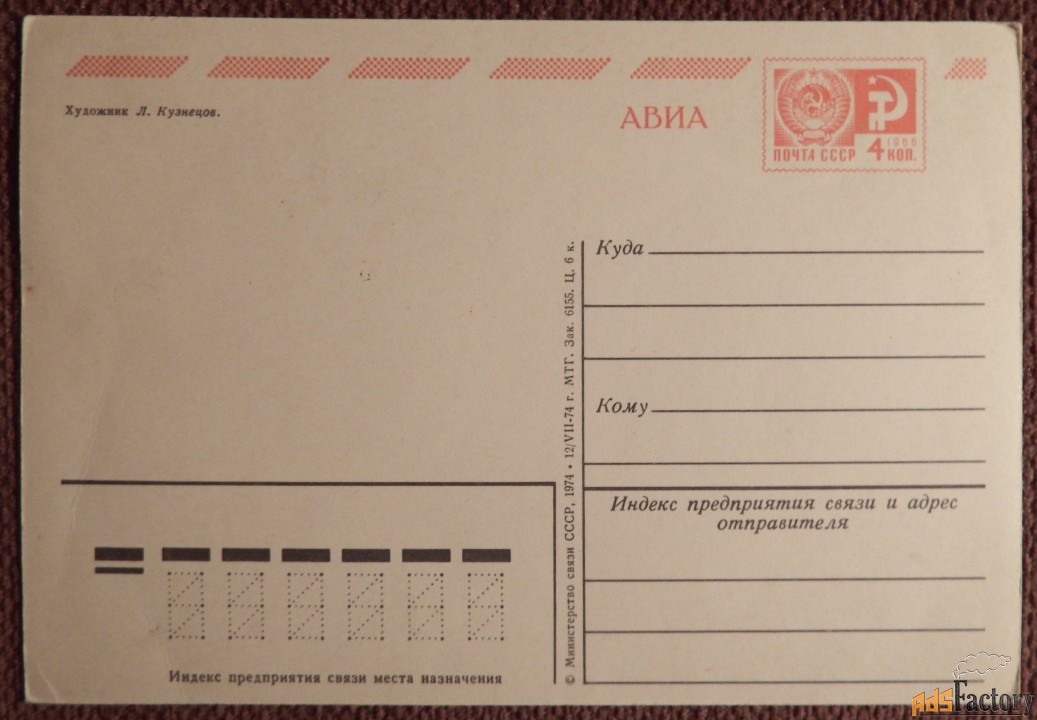 Художник Л. Кузнецов.
АВИА
ПОЧТА СССР
1966
4 КОП.
Куда
Кому
Индекс предприятия связи и адрес
отправителя
© Министерство связи СССР, 1974 • 12/VII-74 г. МТГ. Зак. 6155. Ц. 6 к.
Индекс предприятия связи места назначения
AdsFactory